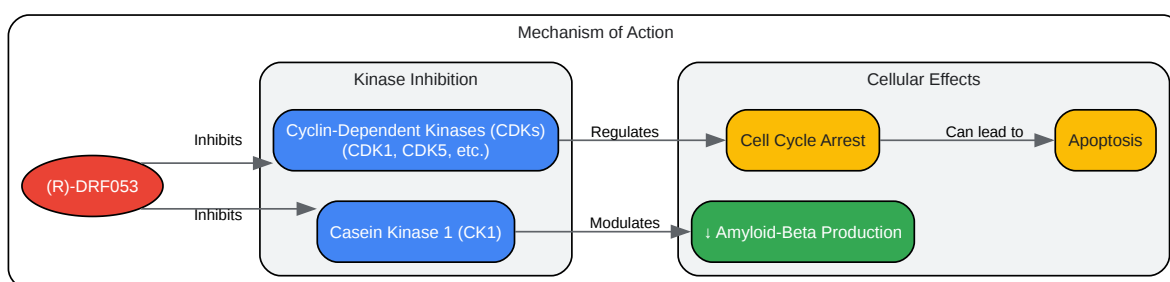 Mechanism of Action
Kinase Inhibition
Cellular Effects
Inhibits
Cyclin-Dependent Kinases (CDKs)
(CDK1, CDK5, etc.)
Regulates
Cell Cycle Arrest
Can lead to
Apoptosis
(R)-DRF053
Inhibits
Casein Kinase 1 (CK1)
Modulates
↓ Amyloid-Beta Production